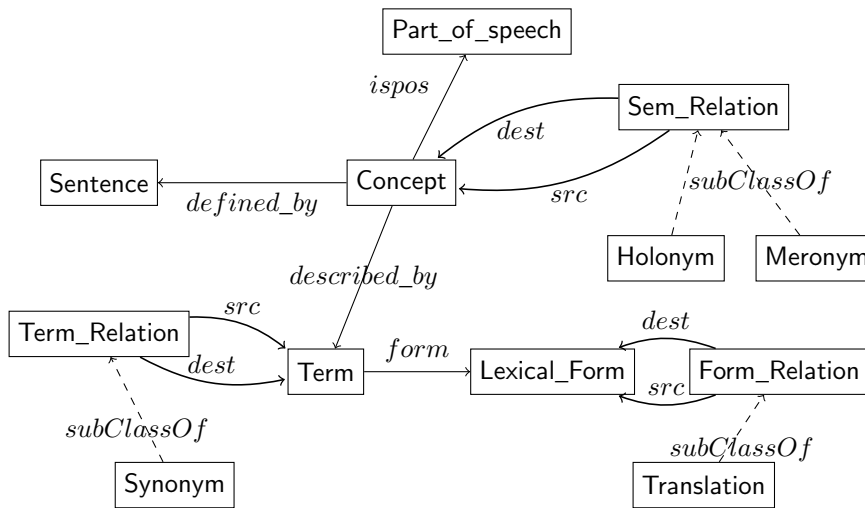 Part_of_speech
ispos
Sem_Relation
dest
Sentence
Concept
defined_by
src
subClassOf
Holonym
Meronym
described_by
src
Term_Relation
dest
dest
form
Term
Lexical_Form
Form_Relation
src
subClassOf
subClassOf
Synonym
Translation